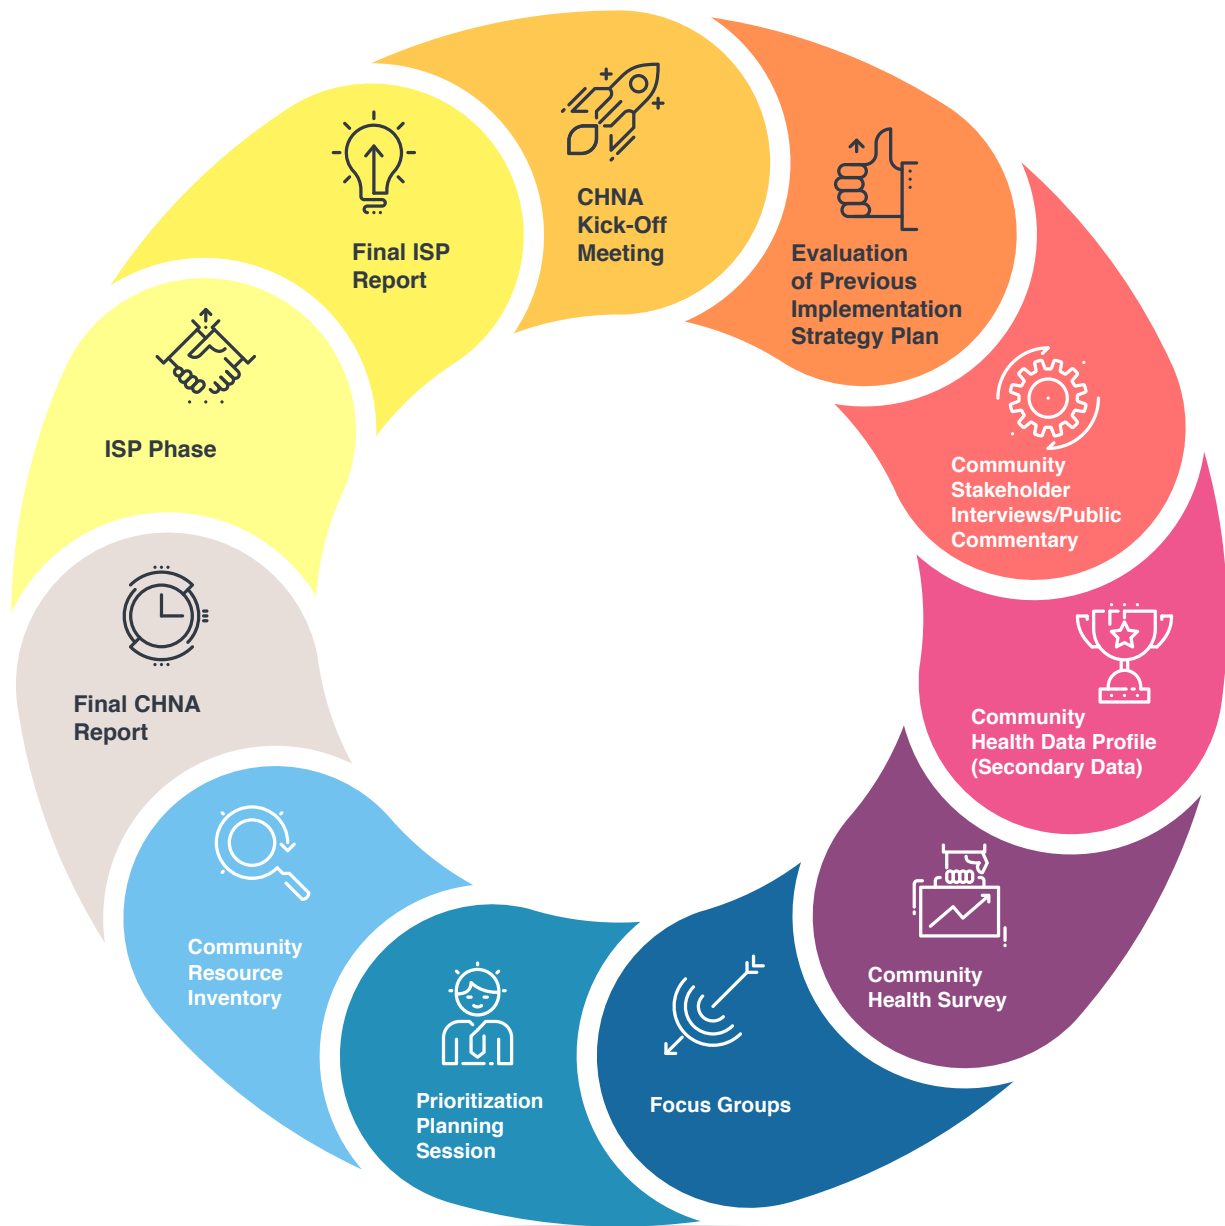 CHNA
Kick-Off
Meeting
Evaluation
of Previous
Implementation
Strategy Plan
Community
Stakeholder
Interviews/Public
Commentary
Community
Health Data Profile
(Secondary Data)
Community
Health Survey
Focus Groups
Prioritization
Planning
Session
Community
Resource
Inventory
Final CHNA
Report
ISP Phase
Final ISP
Report